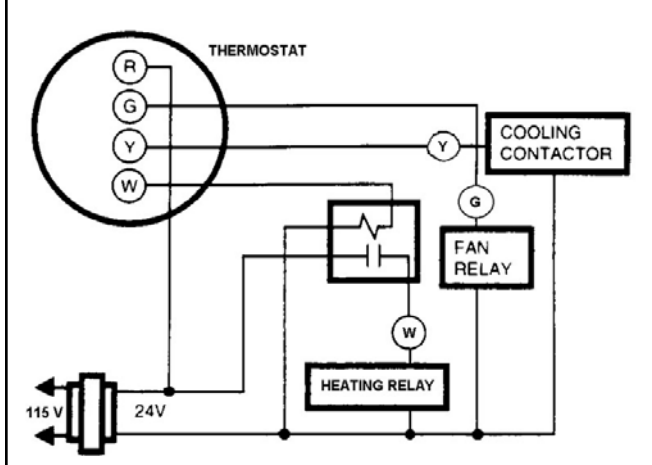 THERMOSTAT
R
G
Y
W
Y
COOLING
CONTACTOR
G
FAN
RELAY
W
HEATING RELAY
115 V
24V